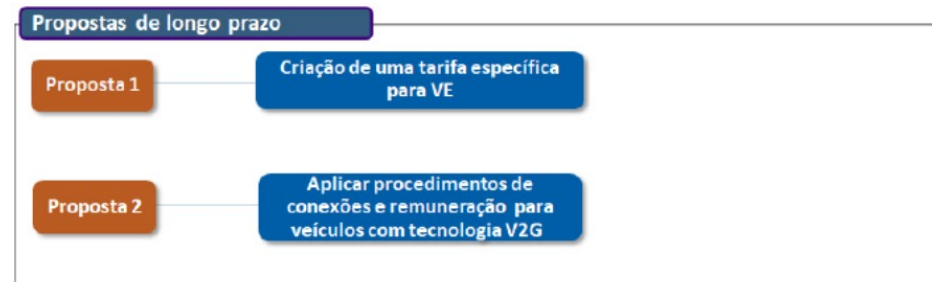 Propostas de longo prazo
Proposta 1
Criação de uma tarifa específica
para VE
Proposta 2
Aplicar procedimentos de
conexões e remuneração para
veículos com tecnologia V2G